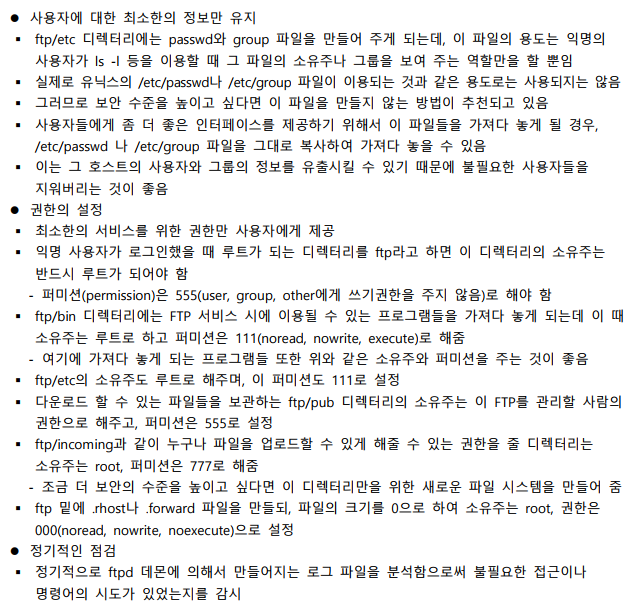 ● 사용자에 대한 최소한의 정보만 유지
▪ ftp/etc 디렉터리에는 passwd와 group 파일을 만들어 주게 되는데, 이 파일의 용도는 익명의
사용자가 ls -l 등을 이용할 때 그 파일의 소유주나 그룹을 보여 주는 역할만을 할 뿐임
▪ 실제로 유닉스의 /etc/passwd나 /etc/group 파일이 이용되는 것과 같은 용도로는 사용되지는 않음
▪ 그러므로 보안 수준을 높이고 싶다면 이 파일을 만들지 않는 방법이 추천되고 있음
▪ 사용자들에게 좀 더 좋은 인터페이스를 제공하기 위해서 이 파일들을 가져다 놓게 될 경우,
/etc/passwd 나 /etc/group 파일을 그대로 복사하여 가져다 놓을 수 있음
▪ 이는 그 호스트의 사용자와 그룹의 정보를 유출시킬 수 있기 때문에 불필요한 사용자들을
지워버리는 것이 좋음
● 권한의 설정
▪ 최소한의 서비스를 위한 권한만 사용자에게 제공
▪ 익명 사용자가 로그인했을 때 루트가 되는 디렉터리를 ftp라고 하면 이 디렉터리의 소유주는
반드시 루트가 되어야 함
- 퍼미션(permission)은 555(user, group, other에게 쓰기권한을 주지 않음)로 해야 함
▪ ftp/bin 디렉터리에는 FTP 서비스 시에 이용될 수 있는 프로그램들을 가져다 놓게 되는데 이 때
소유주는 루트로 하고 퍼미션은 111(noread, nowrite, execute)로 해줌
- 여기에 가져다 놓게 되는 프로그램들 또한 위와 같은 소유주와 퍼미션을 주는 것이 좋음
▪ ftp/etc의 소유주도 루트로 해주며, 이 퍼미션도 111로 설정
▪ 다운로드 할 수 있는 파일들을 보관하는 ftp/pub 디렉터리의 소유주는 이 FTP를 관리할 사람의
권한으로 해주고, 퍼미션은 555로 설정
▪ ftp/incoming과 같이 누구나 파일을 업로드할 수 있게 해줄 수 있는 권한을 줄 디렉터리는
소유주는 root, 퍼미션은 777로 해줌
- 조금 더 보안의 수준을 높이고 싶다면 이 디렉터리만을 위한 새로운 파일 시스템을 만들어 줌
▪ ftp 밑에 .rhost나 .forward 파일을 만들되, 파일의 크기를 0으로 하여 소유주는 root, 권한은
000(noread, nowrite, noexecute)으로 설정
● 정기적인 점검
▪ 정기적으로 ftpd 데몬에 의해서 만들어지는 로그 파일을 분석함으로써 불필요한 접근이나
명령어의 시도가 있었는지를 감시